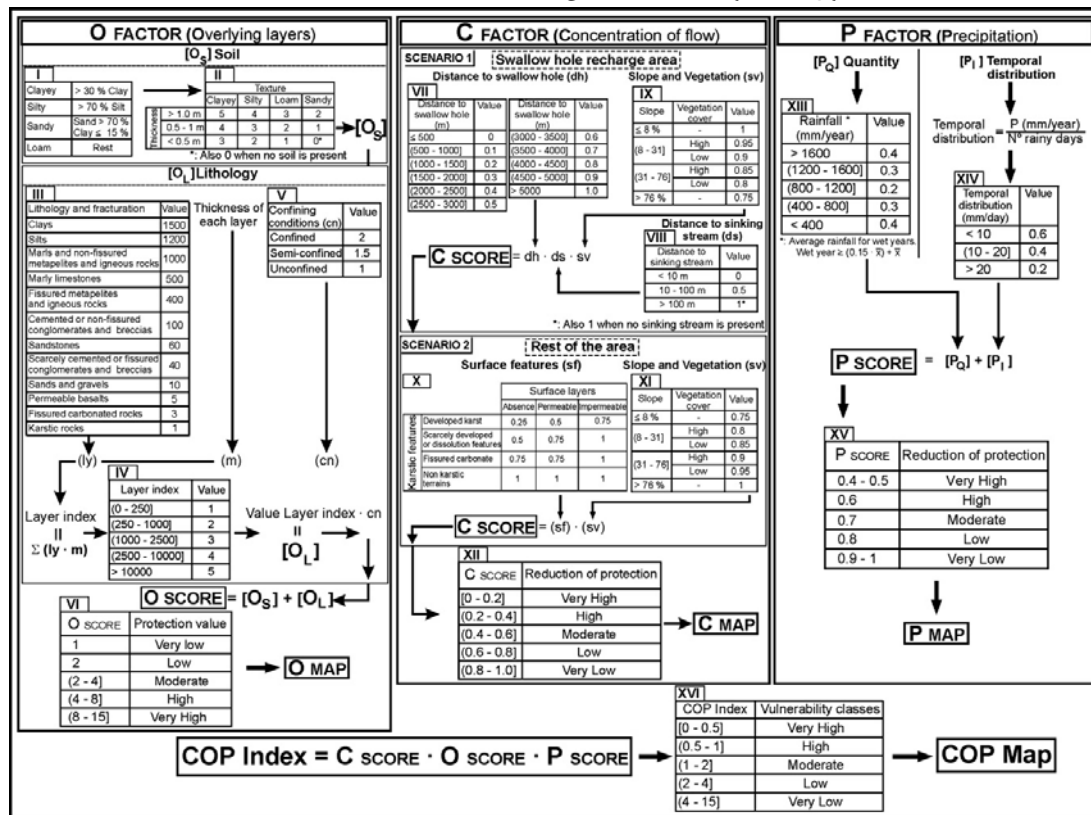 O FACTOR (Overlying layers)
[OS] Soil
I
Clayey > 30 % Clay
Silty > 70 % Silt
Sandy Sand > 70 % Clay ≤ 15 %
Loam Rest
II
Texture
Clayey Silty Loam Sandy
Thickness
> 1.0 m 5 4 3 2
0.5 - 1 m 4 3 2 1
< 0.5 m 3 2 1 0*
[OS]
*: Also 0 when no soil is present
[OL] Lithology
III
Lithology and fracturation Value
Clays 1500
Silts 1200
Marls and non-fissured metapelites and igneous rocks 1000
Marly limestones 500
Fissured metapelites and igneous rocks 400
Cemented or non-fissured conglomerates and breccias 100
Sandstones 60
Scarcely cemented or fissured conglomerates and breccias 40
Sands and gravels 10
Permeable basalts 5
Fissured carbonated rocks 3
Karstic rocks 1
Thickness of
each layer
V
Confining conditions (cn) Value
Confined 2
Semi-confined 1.5
Unconfined 1
(ly) (m) (cn)
Layer index
=
Σ (ly · m)
IV
Layer index Value
(0 - 250] 1
(250 - 1000] 2
(1000 - 2500] 3
(2500 - 10000] 4
> 10000 5
Value Layer index · cn
=
[OL]
O SCORE = [OS] + [OL]
VI
O SCORE Protection value
1 Very low
2 Low
(2 - 4] Moderate
(4 - 8] High
(8 - 15] Very High
O MAP
C FACTOR (Concentration of flow)
SCENARIO 1 Swallow hole recharge area
Distance to swallow hole (dh)
VII
Distance to swallow hole (m) Value Distance to swallow hole (m) Value
≤ 500 0 (3000 - 3500] 0.6
(500 - 1000] 0.1 (3500 - 4000] 0.7
(1000 - 1500] 0.2 (4000 - 4500] 0.8
(1500 - 2000] 0.3 (4500 - 5000] 0.9
(2000 - 2500] 0.4 > 5000 1.0
(2500 - 3000] 0.5
Slope and Vegetation (sv)
IX
Slope Vegetation cover Value
≤ 8 % - 1
(8 - 31] High 0.95
Low 0.9
(31 - 76] High 0.85
Low 0.8
> 76 % - 0.75
Distance to sinking
stream (ds)
VIII
Distance to sinking stream Value
< 10 m 0
10 - 100 m 0.5
> 100 m 1*
*: Also 1 when no sinking stream is present
C SCORE = dh · ds · sv
SCENARIO 2 Rest of the area
Surface features (sf)
X
Surface layers
Absence Permeable Impermeable
Karstic features
Developed karst 0.25 0.5 0.75
Scarcely developed or dissolution features 0.5 0.75 1
Fissured carbonate 0.75 0.75 1
Non karstic terrains 1 1 1
Slope and Vegetation (sv)
XI
Slope Vegetation cover Value
≤ 8 % - 0.75
(8 - 31] High 0.8
Low 0.85
(31 - 76] High 0.9
Low 0.95
> 76 % - 1
C SCORE = (sf) · (sv)
XII
C SCORE Reduction of protection
[0 - 0.2] Very High
(0.2 - 0.4] High
(0.4 - 0.6] Moderate
(0.6 - 0.8] Low
(0.8 - 1.0] Very Low
C MAP
P FACTOR (Precipitation)
[PQ] Quantity
XIII
Rainfall * (mm/year) Value
> 1600 0.4
(1200 - 1600] 0.3
(800 - 1200] 0.2
(400 - 800] 0.3
< 400 0.4
*: Average rainfall for wet years.
Wet year ≥ (0.15 · x̄) + x̄
[PI] Temporal
distribution
Temporal distribution = P (mm/year) / Nº rainy days
XIV
Temporal distribution (mm/day) Value
< 10 0.6
(10 - 20] 0.4
> 20 0.2
P SCORE = [PQ] + [PI]
XV
P SCORE Reduction of protection
0.4 - 0.5 Very High
0.6 High
0.7 Moderate
0.8 Low
0.9 - 1 Very Low
P MAP
COP Index = C SCORE · O SCORE · P SCORE
XVI
COP Index Vulnerability classes
[0 - 0.5] Very High
(0.5 - 1] High
(1 - 2] Moderate
(2 - 4] Low
(4 - 15] Very Low
COP Map